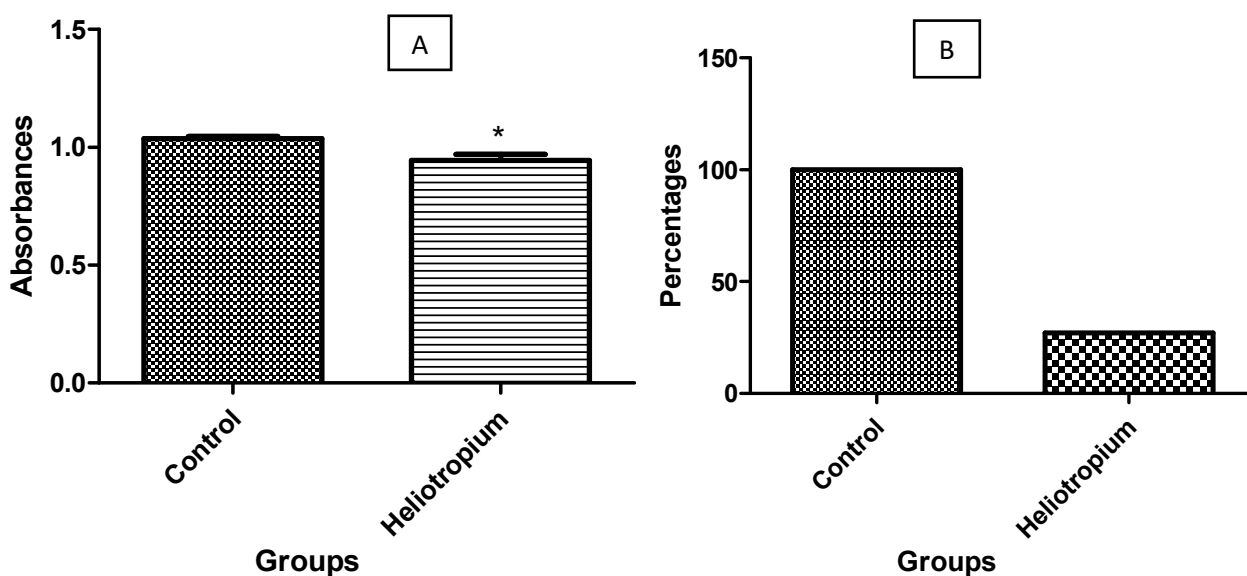 A
1.5
1.0
0.5
0.0
Absorbances
*
Control
Heliotropium
Groups
B
150
100
50
0
Percentages
Control
Heliotropium
Groups